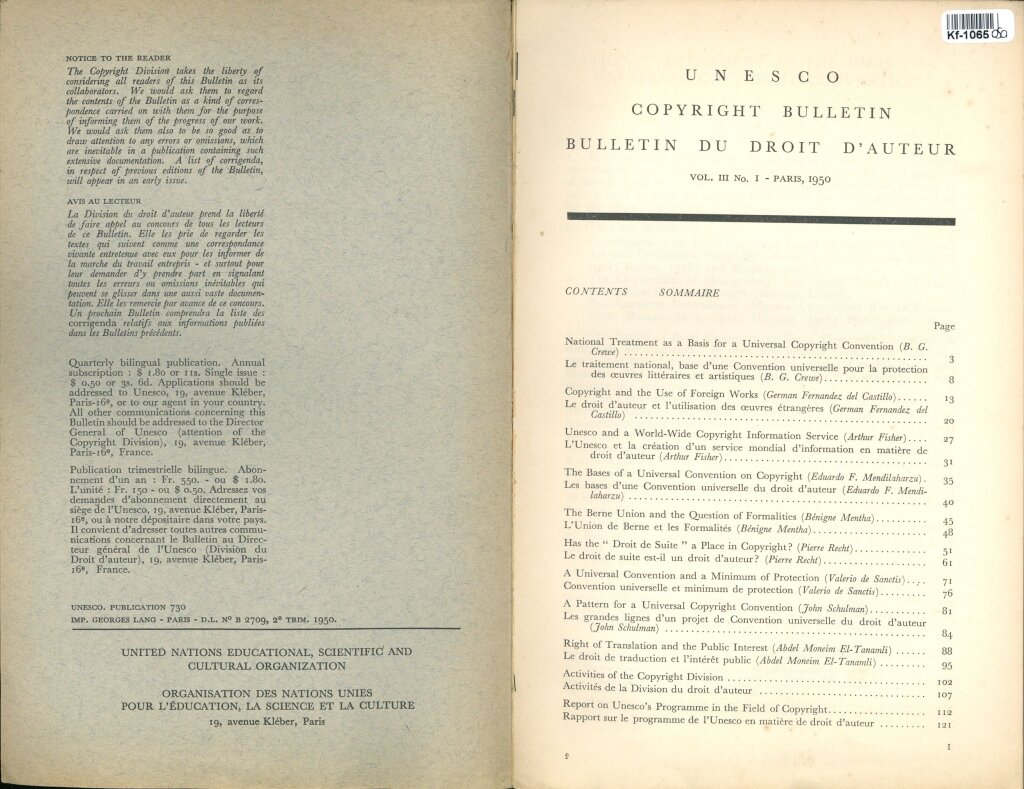 NOTICE TO THE READER
The Copyright Division takes the liberty of
considering all readers of this Bulletin as its
collaborators. We would ask them to regard
the contents of the Bulletin as a kind of corres-
pondence carried on with them for the purpose
of informing them of the progress of our work.
We would ask them also to be so good as to
draw attention to any errors or omissions, which
are inevitable in a publication containing such
extensive documentation. A list of corrigenda,
in respect of previous editions of the Bulletin,
will appear in an early issue.
AVIS AU LECTEUR
La Division du droit d'auteur prend la liberté
de faire appel au concours de tous les lecteurs
de ce Bulletin. Elle les prie de regarder les
textes qui suivent comme une correspondance
vivante entretenue avec eux pour les informer de
la marche du travail entrepris - et surtout pour
leur demander d'y prendre part en signalant
toutes les erreurs ou omissions inévitables qui
peuvent se glisser dans une aussi vaste documen-
tation. Elle les remercie par avance de ce concours.
Un prochain Bulletin comprendra la liste des
corrigenda relatifs aux informations publiées
dans les Bulletins précédents.
Quarterly bilingual publication. Annual
subscription : $ 1.80 or 11s. Single issue :
$ 0.50 or 3s. 6d. Applications should be
addressed to Unesco, 19, avenue Kléber,
Paris-16e, or to our agent in your country.
All other communications concerning this
Bulletin should be addressed to the Director
General of Unesco (attention of the
Copyright Division), 19, avenue Kléber,
Paris-16e, France.
Publication trimestrielle bilingue. Abon-
nement d'un an : Fr. 550. - ou $ 1.80.
L'unité : Fr. 150 - ou $ 0.50. Adressez vos
demandes d'abonnement directement au
siège de l'Unesco, 19, avenue Kléber, Paris-
16e, ou à notre dépositaire dans votre pays.
Il convient d'adresser toutes autres commu-
nications concernant le Bulletin au Direc-
teur général de l'Unesco (Division du
Droit d'auteur), 19, avenue Kléber, Paris-
16e, France.
UNESCO. PUBLICATION 730
IMP. GEORGES LANG - PARIS - D.L. No B 2709, 2e TRIM. 1950.
UNITED NATIONS EDUCATIONAL, SCIENTIFIC AND
CULTURAL ORGANIZATION
ORGANISATION DES NATIONS UNIES
POUR L'ÉDUCATION, LA SCIENCE ET LA CULTURE
19, avenue Kléber, Paris
Kf-1065
UNESCO
COPYRIGHT BULLETIN
BULLETIN DU DROIT D'AUTEUR
VOL. III No. 1 - PARIS, 1950
CONTENTS SOMMAIRE
Page
National Treatment as a Basis for a Universal Copyright Convention (B. G.
Crewe) 3
Le traitement national, base d'une Convention universelle pour la protection
des œuvres littéraires et artistiques (B. G. Crewe) 8
Copyright and the Use of Foreign Works (German Fernandez del Castillo) 13
Le droit d'auteur et l'utilisation des œuvres étrangères (German Fernandez del
Castillo) 20
Unesco and a World-Wide Copyright Information Service (Arthur Fisher) 27
L'Unesco et la création d'un service mondial d'information en matière de
droit d'auteur (Arthur Fisher) 31
The Bases of a Universal Convention on Copyright (Eduardo F. Mendilaharzu) 35
Les bases d'une Convention universelle du droit d'auteur (Eduardo F. Mendi-
laharzu) 40
The Berne Union and the Question of Formalities (Bénigne Mentha) 45
L'Union de Berne et les Formalités (Bénigne Mentha) 48
Has the " Droit de Suite " a Place in Copyright? (Pierre Recht) 51
Le droit de suite est-il un droit d'auteur? (Pierre Recht) 61
A Universal Convention and a Minimum of Protection (Valerio de Sanctis) 71
Convention universelle et minimum de protection (Valerio de Sanctis) 76
A Pattern for a Universal Copyright Convention (John Schulman) 81
Les grandes lignes d'un projet de Convention universelle du droit d'auteur
(John Schulman) 84
Right of Translation and the Public Interest (Abdel Moneim El-Tanamli) 88
Le droit de traduction et l'intérêt public (Abdel Moneim El-Tanamli) 95
Activities of the Copyright Division 102
Activités de la Division du droit d'auteur 107
Report on Unesco's Programme in the Field of Copyright 112
Rapport sur le programme de l'Unesco en matière de droit d'auteur 121
2
1